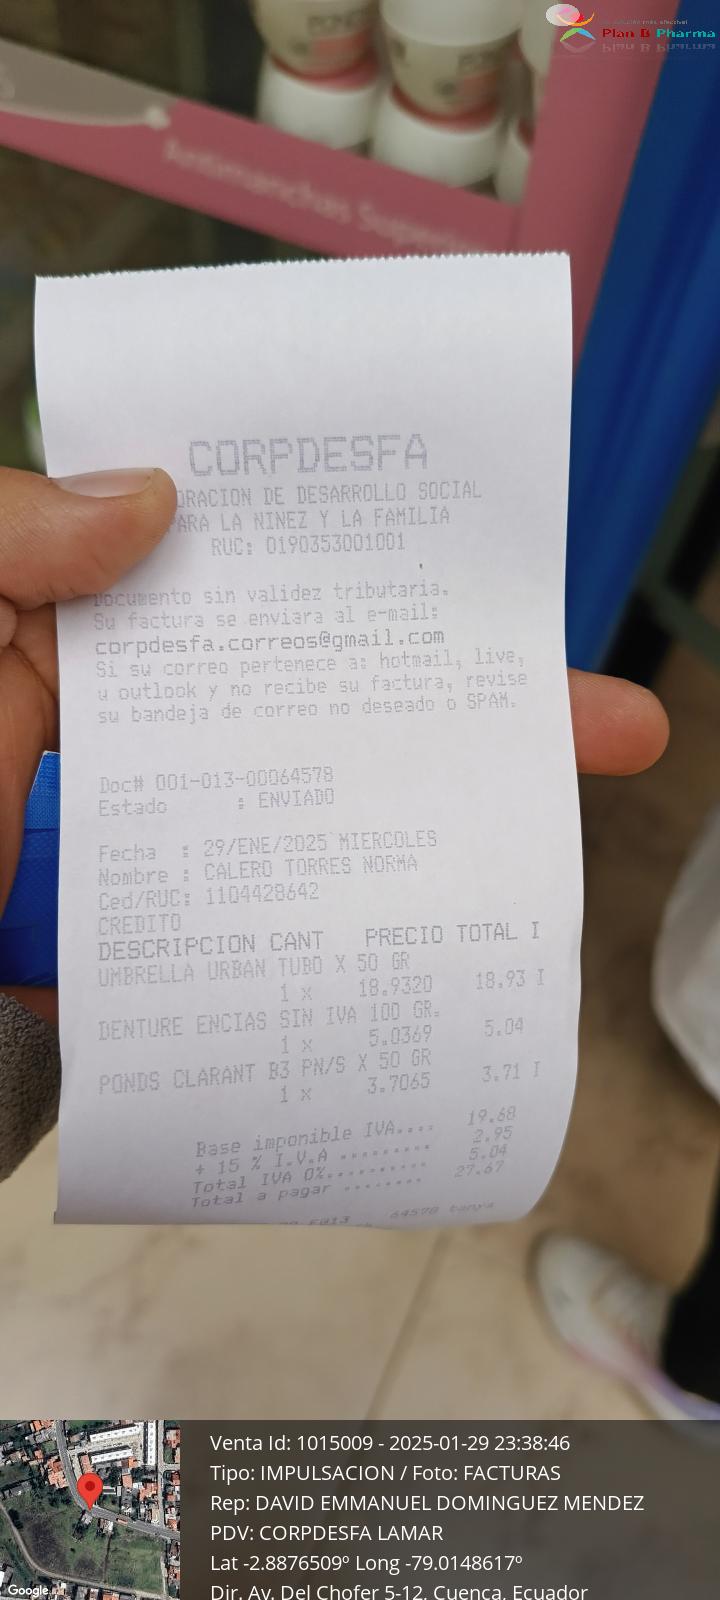 Plan B Pharma
Antimanchas Superior
CORPDESFA
ORACION DE DESARROLLO SOCIAL
PARA LA NINEZ Y LA FAMILIA
RUC: 0190353001001
Documento sin validez tributaria.
Su factura se enviara al e-mail:
corpdesfa.correos@gmail.com
Si su correo pertenece a: hotmail, live,
u outlook y no recibe su factura, revise
su bandeja de correo no deseado o SPAM.
Doc# 001-013-00064578
Estado : ENVIADO
Fecha : 29/ENE/2025 MIERCOLES
Nombre : CALERO TORRES NORMA
Ced/RUC: 1104428642
CREDITO
DESCRIPCION CANT PRECIO TOTAL I
UMBRELLA URBAN TUBO X 50 GR
1 x 18.9320 18.93 I
DENTURE ENCIAS SIN IVA 100 GR.
1 x 5.0369 5.04
PONDS CLARANT B3 PN/S X 50 GR
1 x 3.7065 3.71 I
Base imponible IVA.... 19.68
+ 15 % I.V.A ......... 2.95
Total IVA 0%.......... 5.04
Total a pagar ........ 27.67
64578 tanya
Venta Id: 1015009 - 2025-01-29 23:38:46
Tipo: IMPULSACION / Foto: FACTURAS
Rep: DAVID EMMANUEL DOMINGUEZ MENDEZ
PDV: CORPDESFA LAMAR
Lat -2.8876509º Long -79.0148617º
Dir. Av. Del Chofer 5-12, Cuenca, Ecuador
Google